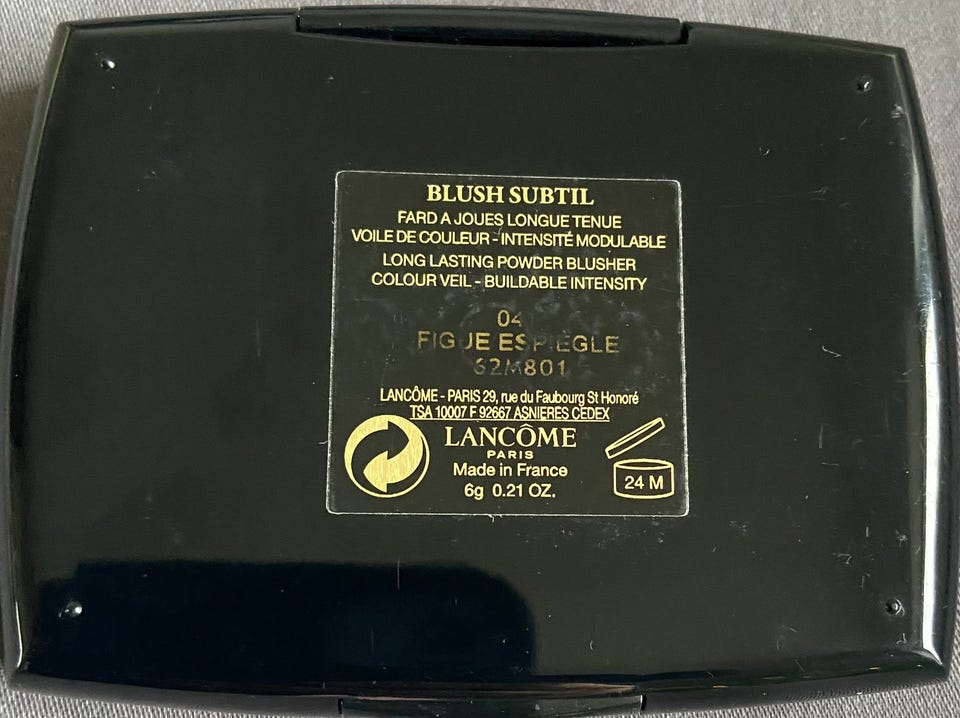 BLUSH SUBTIL
FARD A JOUES LONGUE TENUE
VOILE DE COULEUR - INTENSITÉ MODULABLE
LONG LASTING POWDER BLUSHER
COLOUR VEIL - BUILDABLE INTENSITY
04
FIGUE ESPIEGLE
62M801
LANCÔME - PARIS 29, rue du Faubourg St Honoré
TSA 10007 F 92667 ASNIERES CEDEX
LANCÔME
PARIS
Made in France
6g 0.21 OZ.
24 M